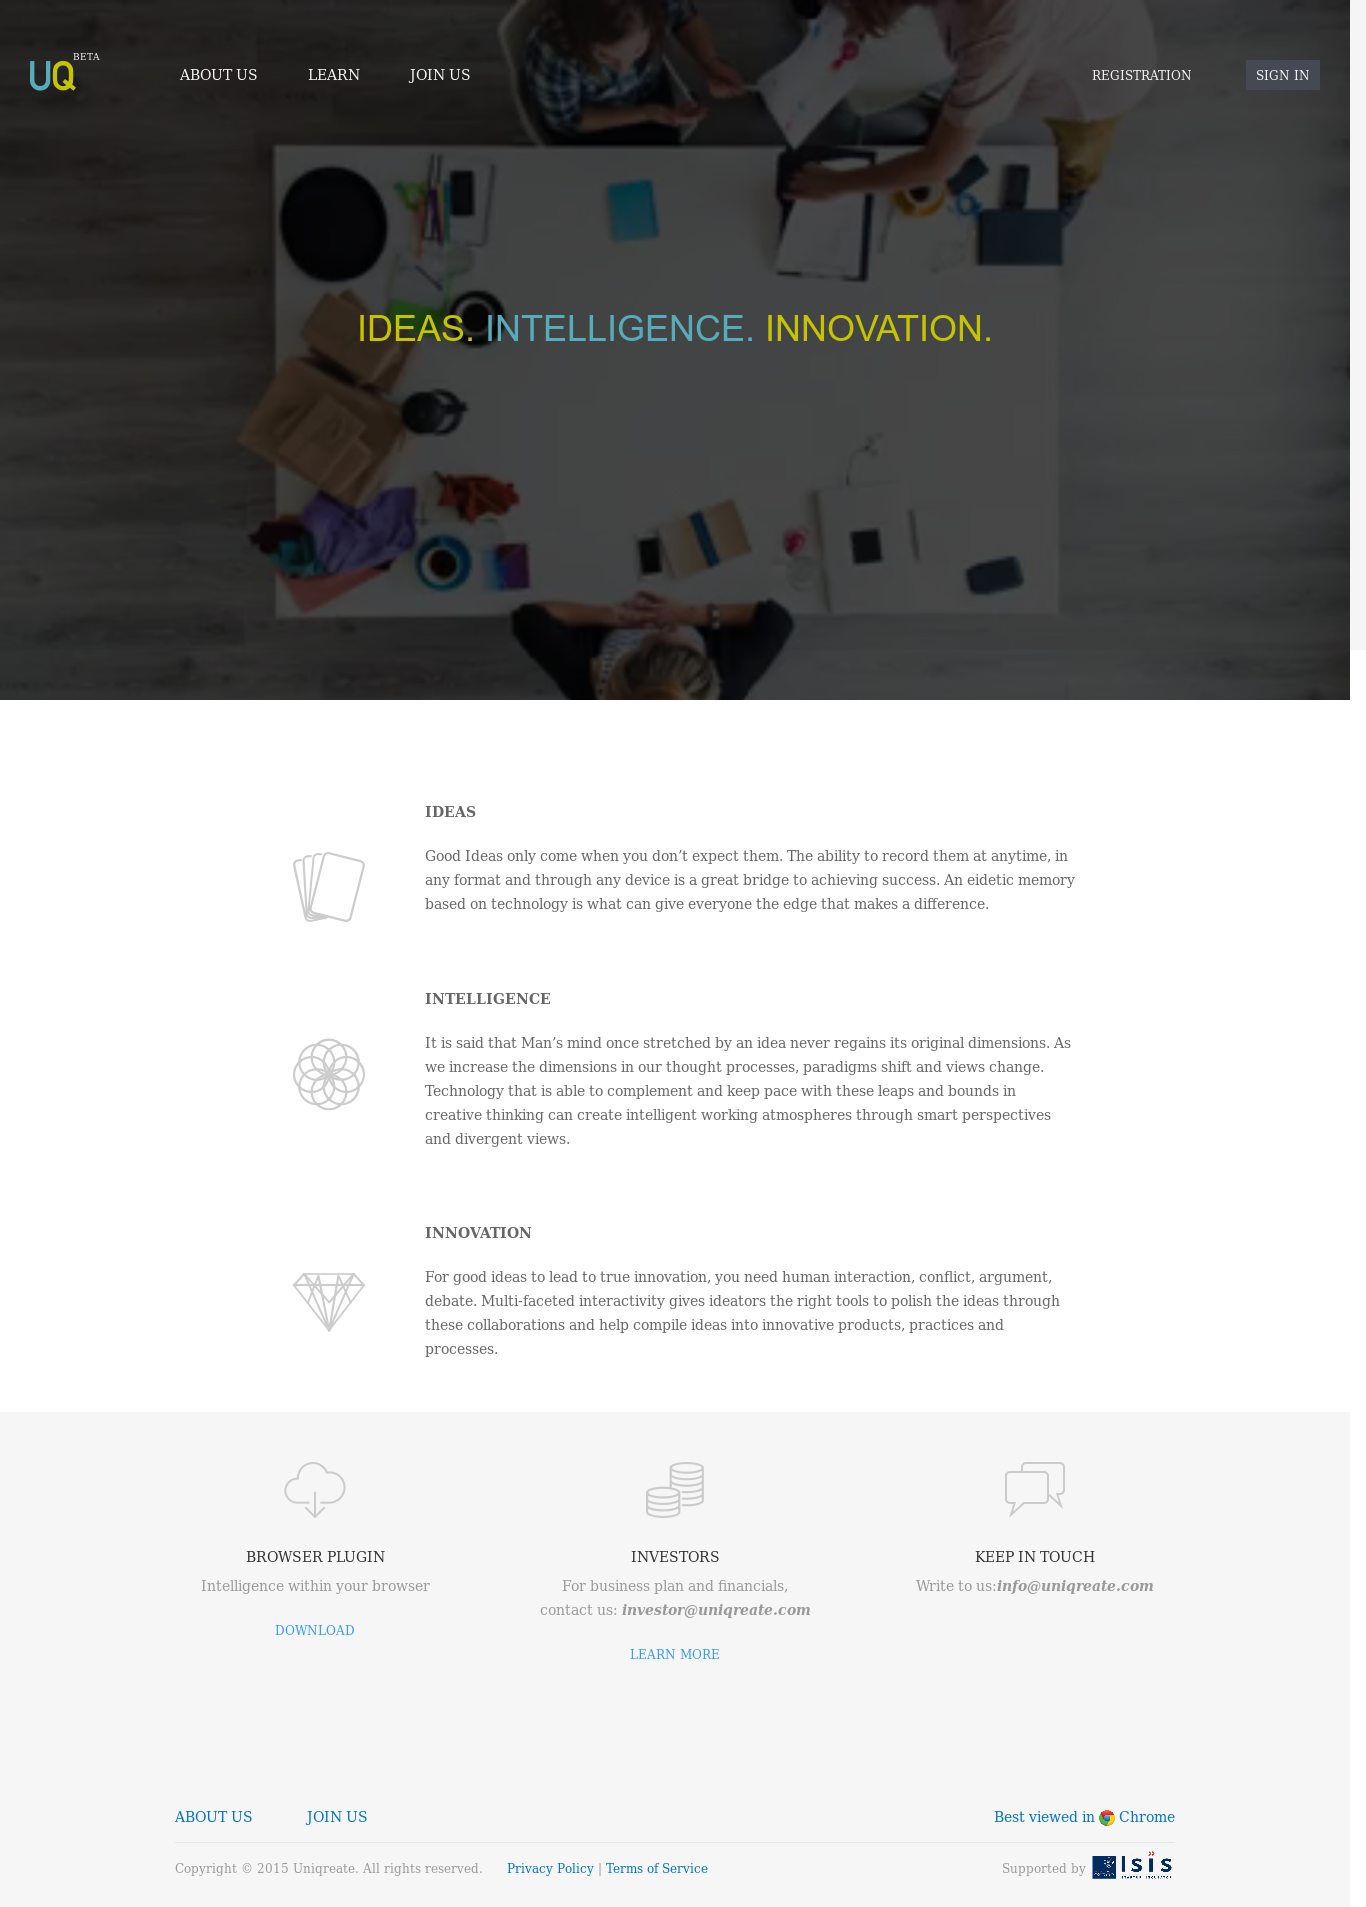 UQ BETA
ABOUT US LEARN JOIN US REGISTRATION SIGN IN
IDEAS. INTELLIGENCE. INNOVATION.
IDEAS
Good Ideas only come when you don’t expect them. The ability to record them at anytime, in
any format and through any device is a great bridge to achieving success. An eidetic memory
based on technology is what can give everyone the edge that makes a difference.
INTELLIGENCE
It is said that Man’s mind once stretched by an idea never regains its original dimensions. As
we increase the dimensions in our thought processes, paradigms shift and views change.
Technology that is able to complement and keep pace with these leaps and bounds in
creative thinking can create intelligent working atmospheres through smart perspectives
and divergent views.
INNOVATION
For good ideas to lead to true innovation, you need human interaction, conflict, argument,
debate. Multi-faceted interactivity gives ideators the right tools to polish the ideas through
these collaborations and help compile ideas into innovative products, practices and
processes.
BROWSER PLUGIN
Intelligence within your browser
DOWNLOAD
INVESTORS
For business plan and financials,
contact us: investor@uniqreate.com
LEARN MORE
KEEP IN TOUCH
Write to us:info@uniqreate.com
ABOUT US JOIN US Best viewed in Chrome
Copyright © 2015 Uniqreate. All rights reserved. Privacy Policy | Terms of Service Supported by Isis